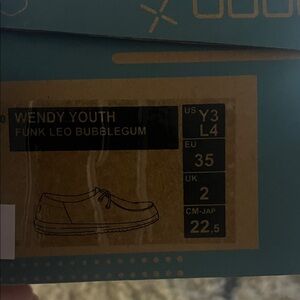 WENDY YOUTH
FUNK LEO BUBBLEGUM
US Y3
L4
EU
35
UK
2
CM-JAP
22,5